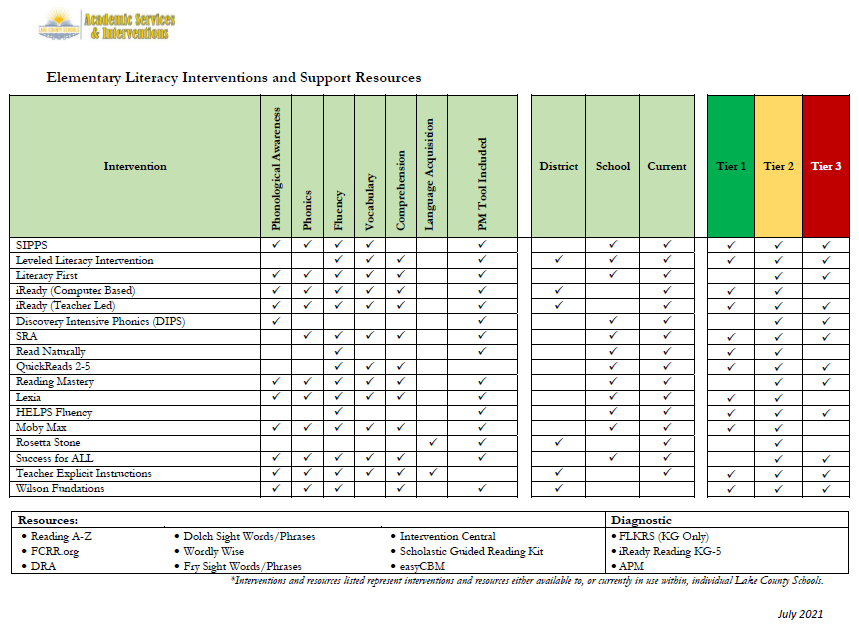 LAKE COUNTY SCHOOLS
Academic Services
& Interventions
Elementary Literacy Interventions and Support Resources
Intervention Phonological Awareness Phonics Fluency Vocabulary Comprehension Language Acquisition PM Tool Included District School Current Tier 1 Tier 2 Tier 3
SIPPS ✓ ✓ ✓ ✓ ✓ ✓ ✓ ✓ ✓ ✓
Leveled Literacy Intervention ✓ ✓ ✓ ✓ ✓ ✓ ✓ ✓ ✓ ✓
Literacy First ✓ ✓ ✓ ✓ ✓ ✓ ✓ ✓ ✓ ✓
iReady (Computer Based) ✓ ✓ ✓ ✓ ✓ ✓ ✓ ✓ ✓ ✓
iReady (Teacher Led) ✓ ✓ ✓ ✓ ✓ ✓ ✓ ✓ ✓ ✓ ✓
Discovery Intensive Phonics (DIPS) ✓ ✓ ✓ ✓ ✓ ✓
SRA ✓ ✓ ✓ ✓ ✓ ✓ ✓ ✓ ✓ ✓
Read Naturally ✓ ✓ ✓ ✓ ✓ ✓
QuickReads 2-5 ✓ ✓ ✓ ✓ ✓ ✓ ✓ ✓
Reading Mastery ✓ ✓ ✓ ✓ ✓ ✓ ✓ ✓ ✓ ✓
Lexia ✓ ✓ ✓ ✓ ✓ ✓ ✓ ✓ ✓ ✓
HELPS Fluency ✓ ✓ ✓ ✓ ✓ ✓ ✓
Moby Max ✓ ✓ ✓ ✓ ✓ ✓ ✓ ✓ ✓ ✓
Rosetta Stone ✓ ✓ ✓ ✓ ✓
Success for ALL ✓ ✓ ✓ ✓ ✓ ✓ ✓ ✓ ✓ ✓
Teacher Explicit Instructions ✓ ✓ ✓ ✓ ✓ ✓ ✓ ✓ ✓ ✓ ✓
Wilson Fundations ✓ ✓ ✓ ✓ ✓ ✓ ✓ ✓ ✓
Resources: Diagnostic
• Reading A-Z • Dolch Sight Words/Phrases • Intervention Central • FLKRS (KG Only)
• FCRR.org • Wordly Wise • Scholastic Guided Reading Kit • iReady Reading KG-5
• DRA • Fry Sight Words/Phrases • easyCBM • APM
*Interventions and resources listed represent interventions and resources either available to, or currently in use within, individual Lake County Schools.
July 2021